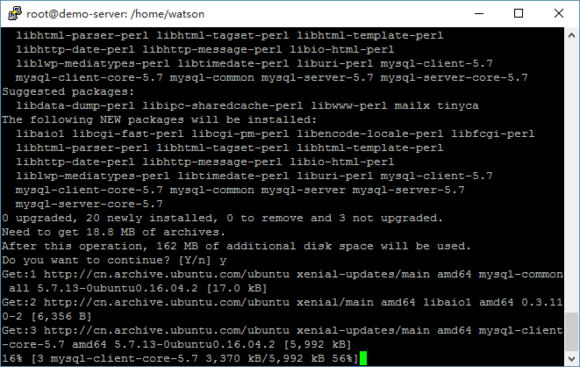 root@demo-server: /home/watson
libhtml-parser-perl libhtml-tagset-perl libhtml-template-perl
libhttp-date-perl libhttp-message-perl libio-html-perl
liblwp-mediatypes-perl libtimedate-perl liburi-perl mysql-client-5.7
mysql-client-core-5.7 mysql-common mysql-server-5.7 mysql-server-core-5.7
Suggested packages:
libdata-dump-perl libipc-sharedcache-perl libwww-perl mailx tinyca
The following NEW packages will be installed:
libaio1 libcgi-fast-perl libcgi-pm-perl libencode-locale-perl libfcgi-perl
libhtml-parser-perl libhtml-tagset-perl libhtml-template-perl
libhttp-date-perl libhttp-message-perl libio-html-perl
liblwp-mediatypes-perl libtimedate-perl liburi-perl mysql-client-5.7
mysql-client-core-5.7 mysql-common mysql-server mysql-server-5.7
mysql-server-core-5.7
0 upgraded, 20 newly installed, 0 to remove and 3 not upgraded.
Need to get 18.8 MB of archives.
After this operation, 162 MB of additional disk space will be used.
Do you want to continue? [Y/n] y
Get:1 http://cn.archive.ubuntu.com/ubuntu xenial-updates/main amd64 mysql-common
all 5.7.13-0ubuntu0.16.04.2 [17.0 kB]
Get:2 http://cn.archive.ubuntu.com/ubuntu xenial/main amd64 libaio1 amd64 0.3.11
0-2 [6,356 B]
Get:3 http://cn.archive.ubuntu.com/ubuntu xenial-updates/main amd64 mysql-client
-core-5.7 amd64 5.7.13-0ubuntu0.16.04.2 [5,992 kB]
16% [3 mysql-client-core-5.7 3,370 kB/5,992 kB 56%]